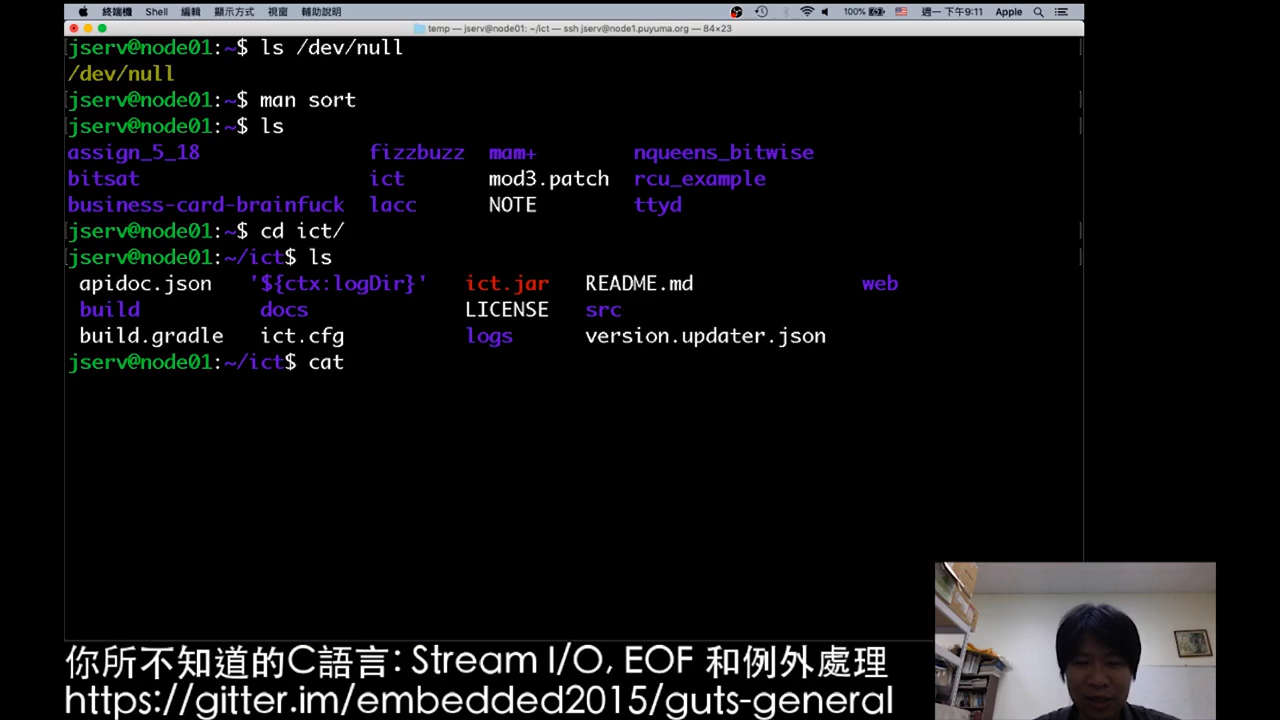 終端機 Shell 編輯 顯示方式 視窗 輔助說明 100% 週一 下午9:11 Apple
temp — jserv@node01: ~/ict — ssh jserv@node1.puyuma.org — 84×23
jserv@node01:~$ ls /dev/null
/dev/null
jserv@node01:~$ man sort
jserv@node01:~$ ls
assign_5_18 fizzbuzz mam+ nqueens_bitwise
bitsat ict mod3.patch rcu_example
business-card-brainfuck lacc NOTE ttyd
jserv@node01:~$ cd ict/
jserv@node01:~/ict$ ls
apidoc.json '${ctx:logDir}' ict.jar README.md web
build docs LICENSE src
build.gradle ict.cfg logs version.updater.json
jserv@node01:~/ict$ cat
你所不知道的C語言: Stream I/O, EOF 和例外處理
https://gitter.im/embedded2015/guts-general